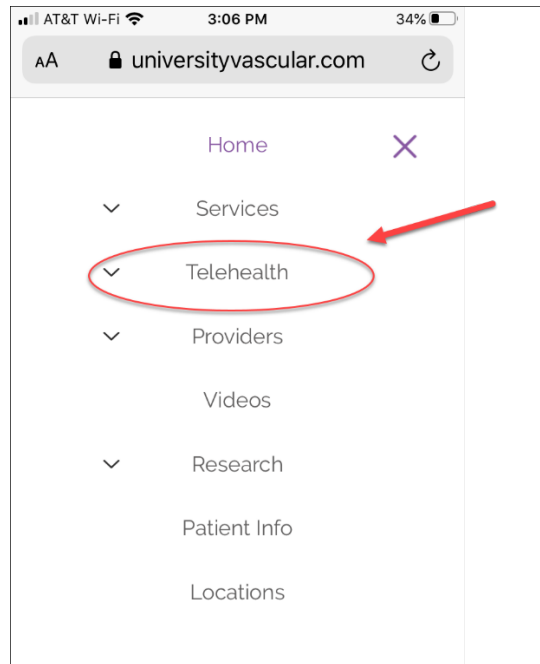 AT&T Wi-Fi 3:06 PM 34%
AA universityvascular.com
Home
Services
Telehealth
Providers
Videos
Research
Patient Info
Locations